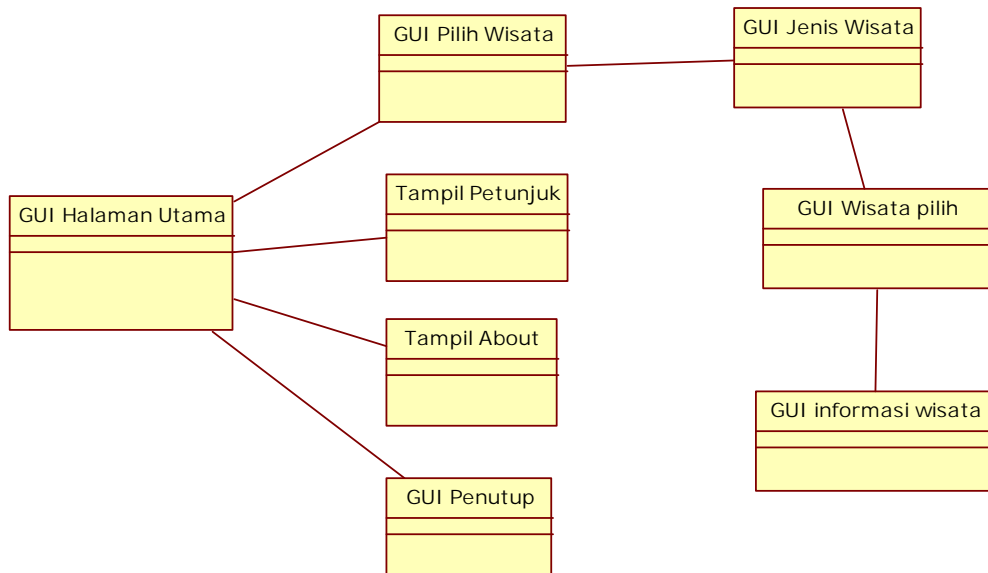 GUI Pilih Wisata
GUI Jenis Wisata
Tampil Petunjuk
GUI Halaman Utama
GUI Wisata pilih
Tampil About
GUI informasi wisata
GUI Penutup